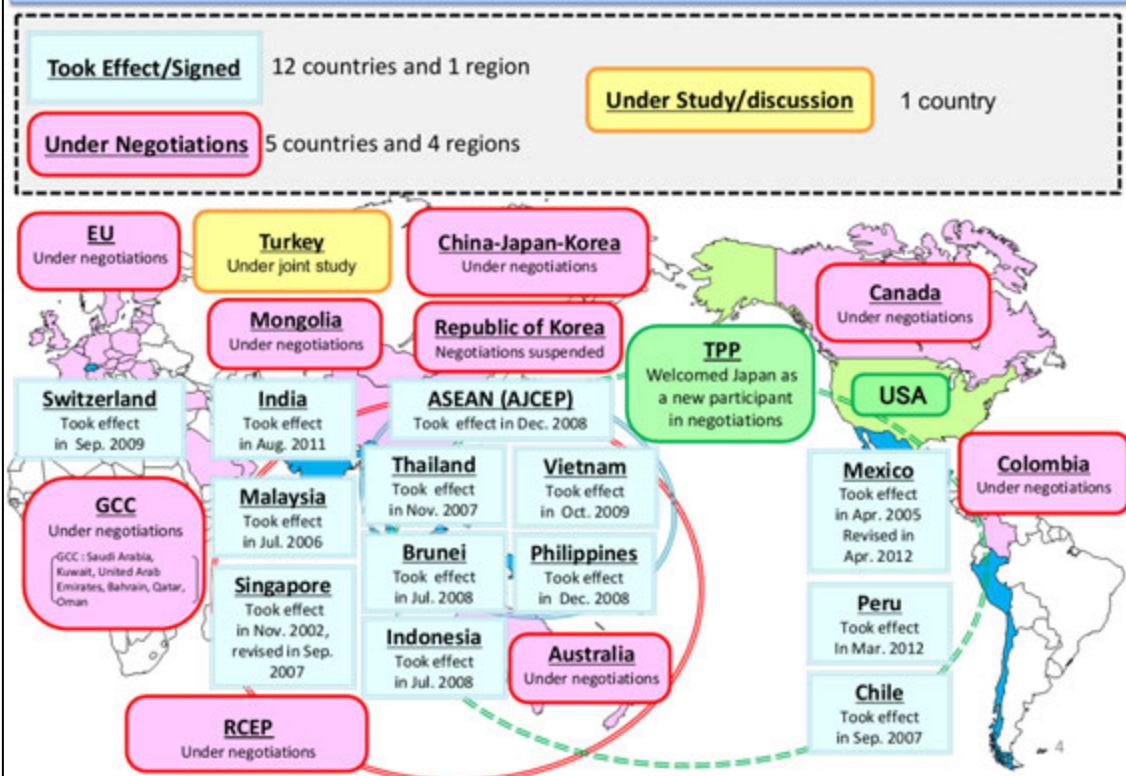 Took Effect/Signed
12 countries and 1 region
Under Study/discussion
1 country
Under Negotiations
5 countries and 4 regions
EU
Under negotiations
Turkey
Under joint study
China-Japan-Korea
Under negotiations
Canada
Under negotiations
Mongolia
Under negotiations
Republic of Korea
Negotiations suspended
TPP
Welcomed Japan as
a new participant
in negotiations
USA
Switzerland
Took effect
in Sep. 2009
India
Took effect
in Aug. 2011
ASEAN (AJCEP)
Took effect in Dec. 2008
Thailand
Took effect
in Nov. 2007
Vietnam
Took effect
in Oct. 2009
Mexico
Took effect
in Apr. 2005
Revised in
Apr. 2012
Colombia
Under negotiations
GCC
Under negotiations
GCC : Saudi Arabia,
Kuwait, United Arab
Emirates, Bahrain, Qatar,
Oman
Malaysia
Took effect
in Jul. 2006
Brunei
Took effect
in Jul. 2008
Philippines
Took effect
in Dec. 2008
Singapore
Took effect
in Nov. 2002,
revised in Sep.
2007
Indonesia
Took effect
in Jul. 2008
Australia
Under negotiations
Peru
Took effect
In Mar. 2012
Chile
Took effect
in Sep. 2007
RCEP
Under negotiations
4